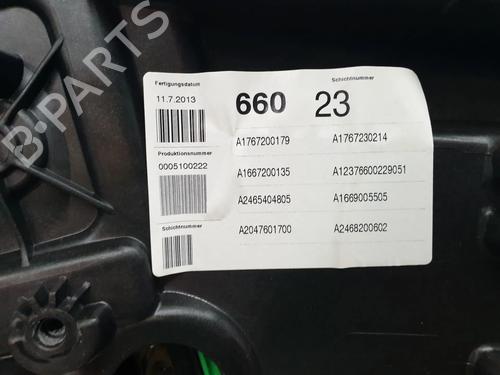 Fertigungsdatum
Schichtnummer
11.7.2013
660
23
A1767200179
A1767230214
Produktionsnummer
0005100222
A1667200135
A12376600229051
A2465404805
A1669005505
Schichtnummer
A2047601700
A2468200602
B-PARTS